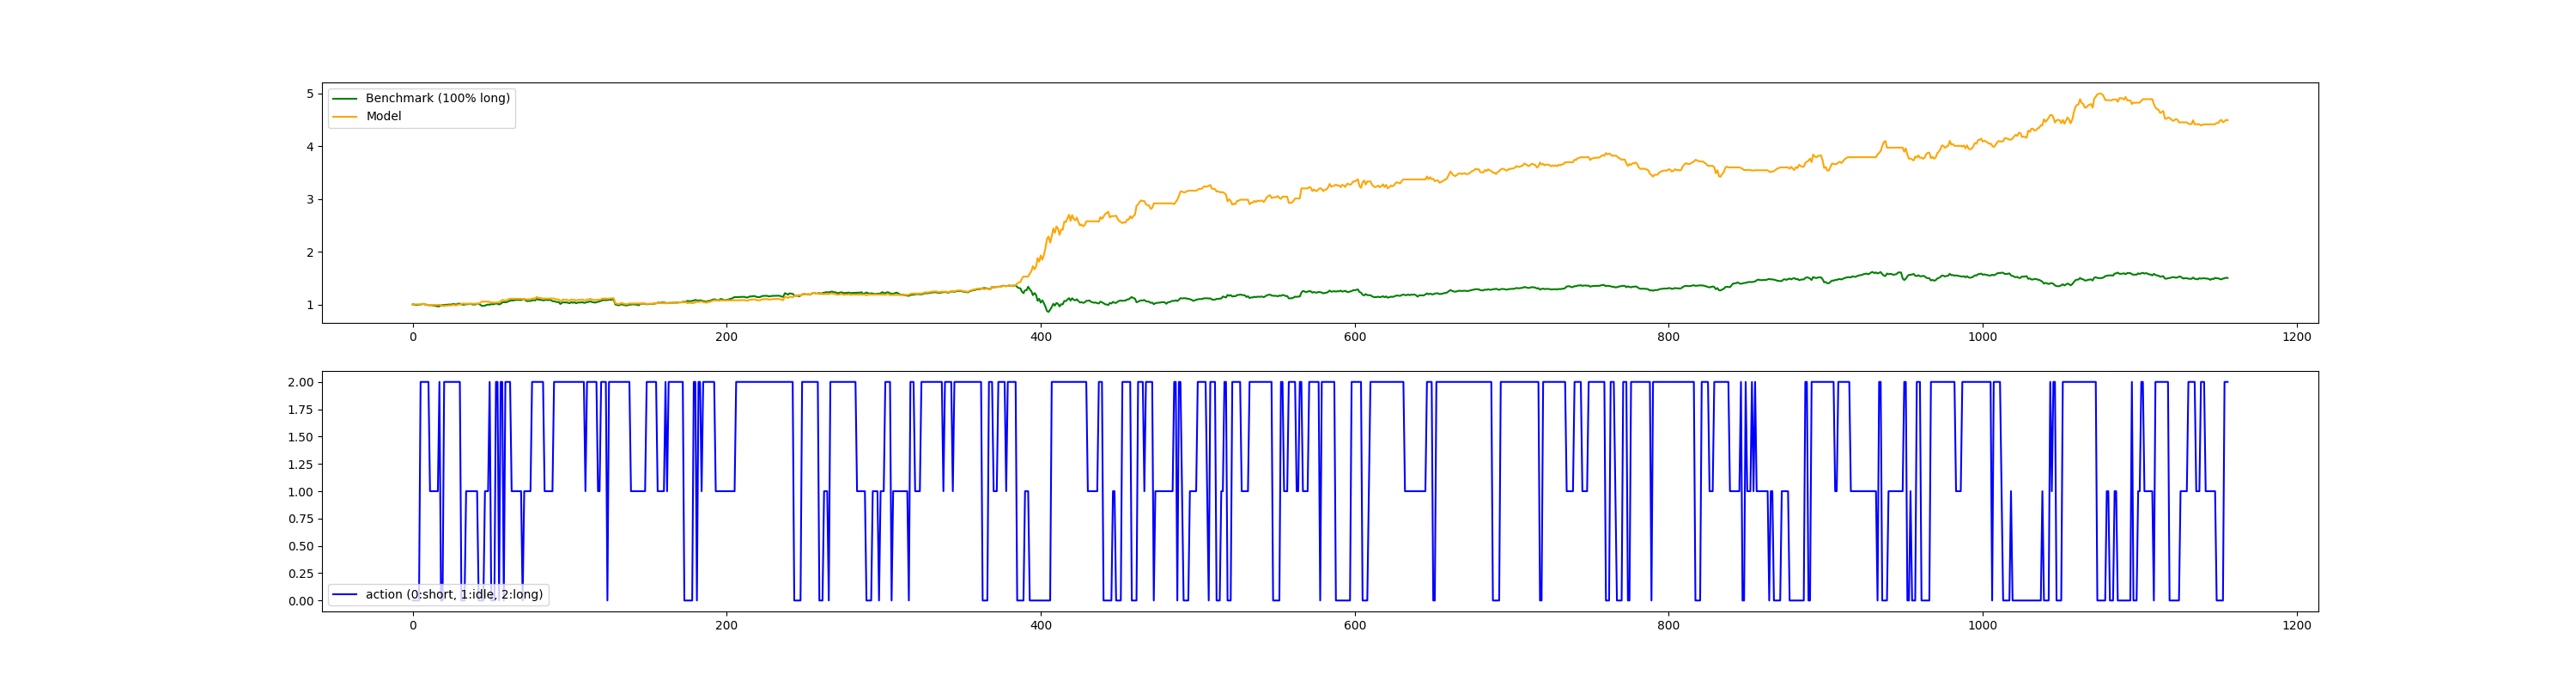 5
4
3
2
1
Benchmark (100% long)
Model
0 200 400 600 800 1000 1200
2.00
1.75
1.50
1.25
1.00
0.75
0.50
0.25
0.00
action (0:short, 1:idle, 2:long)
0 200 400 600 800 1000 1200